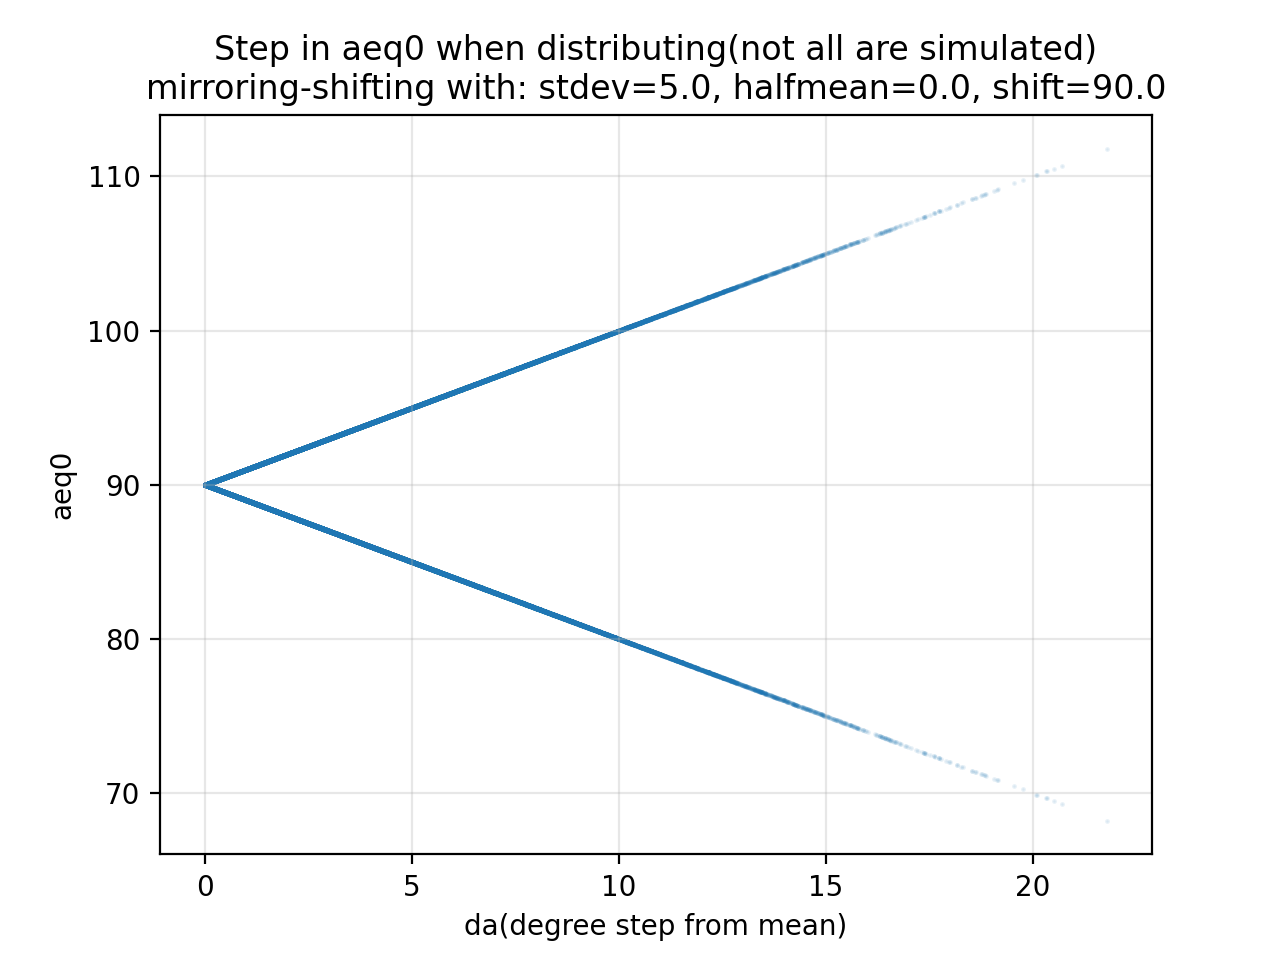 Step in aeq0 when distributing(not all are simulated)
mirroring-shifting with: stdev=5.0, halfmean=0.0, shift=90.0
110
100
90
80
70
aeq0
0
5
10
15
20
da(degree step from mean)